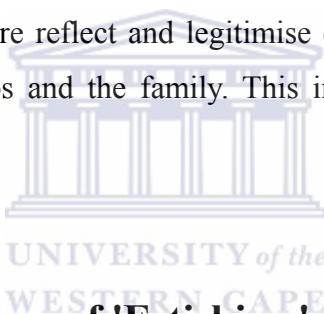 re reflect and legitimise
s and the family. This i
UNIVERSITY of the
WESTERN CAPE